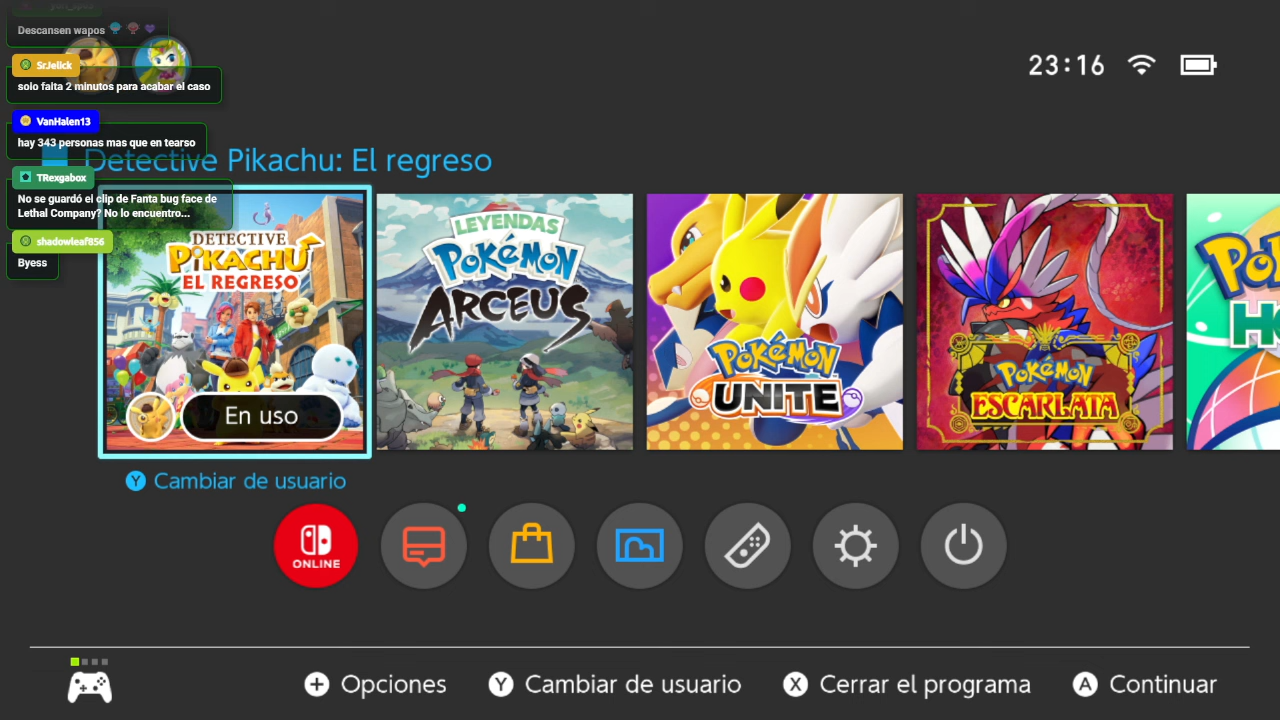 Descansen wapos
SrJelick
solo falta 2 minutos para acabar el caso
VanHalen13
hay 343 personas mas que en tearso
TRexgabox
No se guardó el clip de Fanta bug face de
Lethal Company? No lo encuentro...
shadowleaf856
Byess
23:16
Detective Pikachu: El regreso
DETECTIVE
PIKACHU
EL REGRESO
En uso
LEYENDAS
Pokémon
ARCEUS
Pokémon
UNITE
Pokémon
ESCARLATA
Y Cambiar de usuario
ONLINE
+ Opciones
Y Cambiar de usuario
X Cerrar el programa
A Continuar